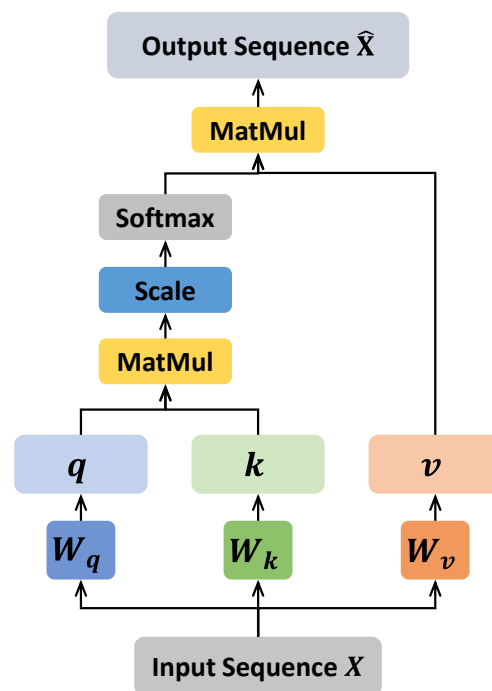 Output Sequence X̂
MatMul
Softmax
Scale
MatMul
q k v
W_q W_k W_v
Input Sequence X